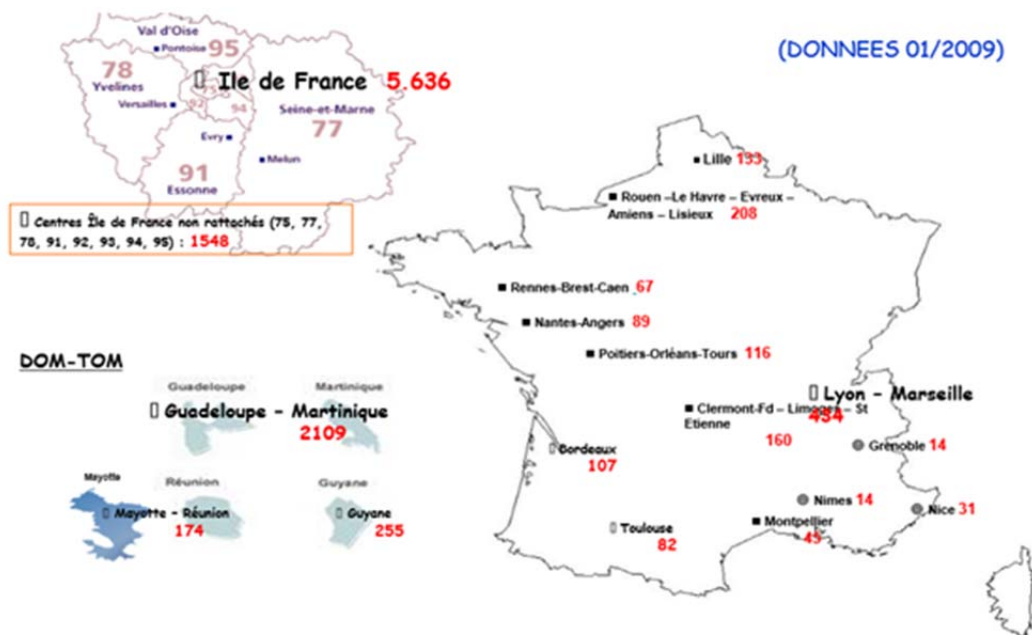 Val d'Oise
Pontoise 95
(DONNEES 01/2009)
78
Yvelines
Ile de France 5.636
Versailles
92
94
Seine-et-Marne
77
Evry
Melun
91
Essonne
Centres Île de France non rattachés (75, 77,
78, 91, 92, 93, 94, 95) : 1548
Lille 133
Rouen –Le Havre – Evreux –
Amiens – Lisieux 208
Rennes-Brest-Caen 67
Nantes-Angers 89
Poitiers-Orléans-Tours 116
Lyon – Marseille
454
Clermont-Fd – Limoges – St
Etienne
160
Grenoble 14
Bordeaux
107
Nimes 14
Nice 31
Montpellier
45
Toulouse
82
DOM-TOM
Guadeloupe
Martinique
Guadeloupe – Martinique
2109
Mayotte
Réunion
Guyane
Mayotte – Réunion
174
Guyane
255